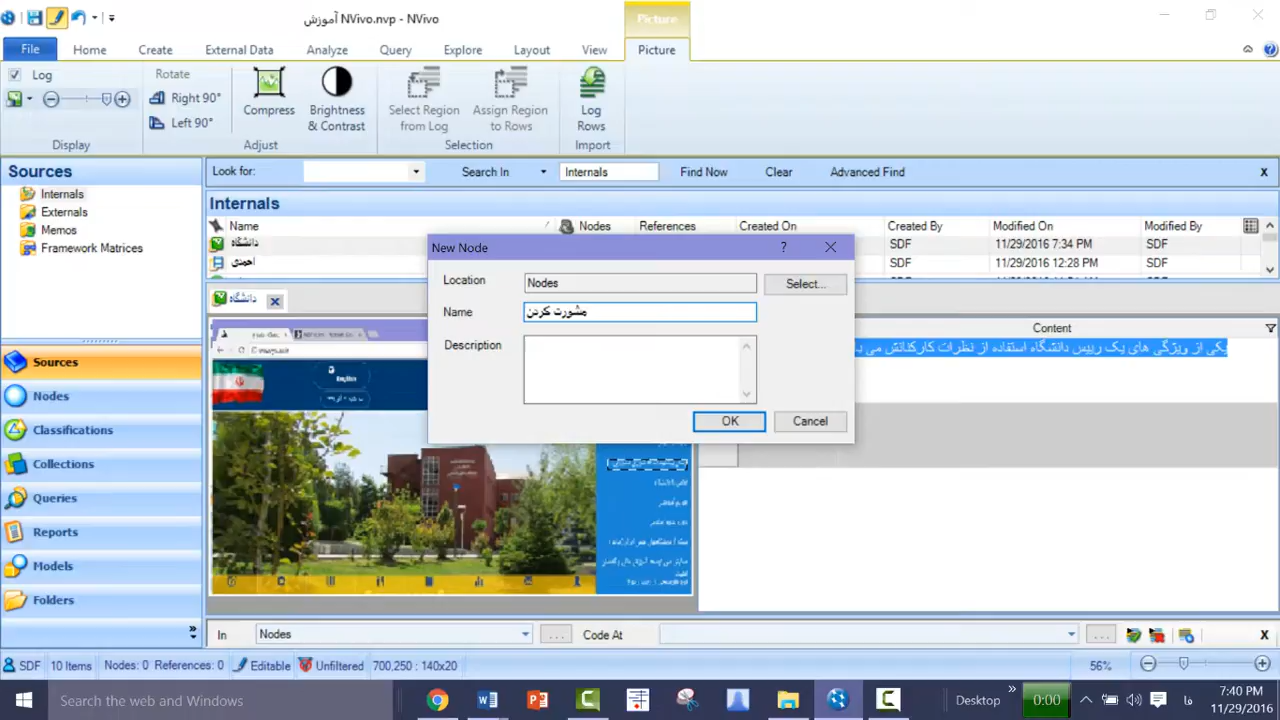 آموزش NVivo.nvp - NVivo
Picture
File Home Create External Data Analyze Query Explore Layout View Picture
Log
Rotate
Right 90°
Left 90°
Compress
Brightness & Contrast
Select Region from Log
Assign Region to Rows
Log Rows
Display Adjust Selection Import
Sources
Internals
Externals
Memos
Framework Matrices
Look for: Search In Internals Find Now Clear Advanced Find x
Internals
Name Nodes References Created On Created By Modified On Modified By
دانشگاه SDF 11/29/2016 7:34 PM SDF
احمدی SDF 11/29/2016 12:28 PM SDF
New Node
Location Nodes Select...
Name مشورت کردن
Description
OK Cancel
دانشگاه
Content
یکی از ویژگی های یک رییس دانشگاه استفاده از نظرات کارکنانش می با
English
Sources
Nodes
Classifications
Collections
Queries
Reports
Models
Folders
In Nodes ... Code At ... X
SDF 10 Items Nodes: 0 References: 0 Editable Unfiltered 700,250 : 140x20 56%
Search the web and Windows
Desktop
0:00
فا
7:40 PM
11/29/2016